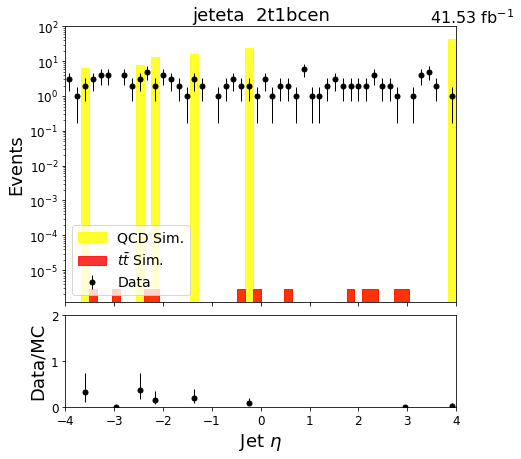 jeteta 2t1bcen
41.53 fb⁻¹
Events
10²
10¹
10⁰
10⁻¹
10⁻²
10⁻³
10⁻⁴
10⁻⁵
QCD Sim.
tt̄ Sim.
Data
Data/MC
2
1
0
−4 −3 −2 −1 0 1 2 3 4
Jet η